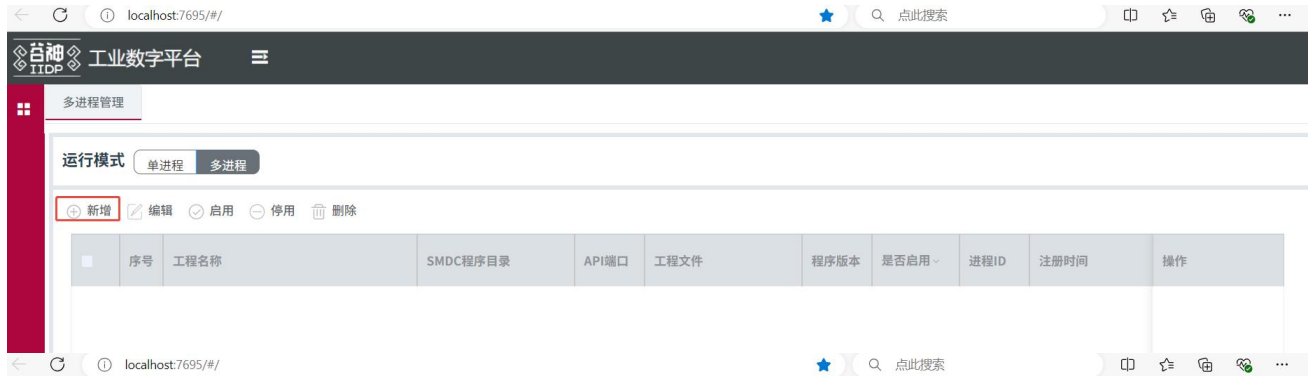 localhost:7695/#/ 点此搜索
谷神 IIDP 工业数字平台
多进程管理
运行模式 单进程 多进程
新增 编辑 启用 停用 删除
序号 工程名称 SMDC程序目录 API端口 工程文件 程序版本 是否启用 进程ID 注册时间 操作
localhost:7695/#/ 点此搜索